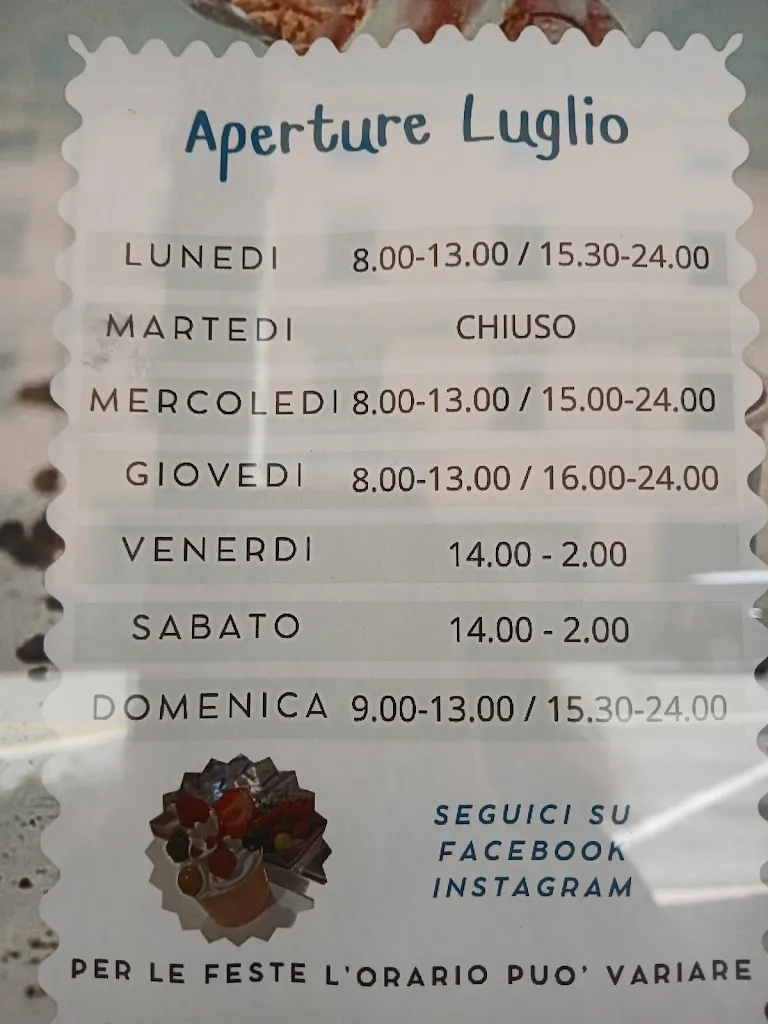 Aperture Luglio
LUNEDI 8.00-13.00 / 15.30-24.00
MARTEDI CHIUSO
MERCOLEDI 8.00-13.00 / 15.00-24.00
GIOVEDI 8.00-13.00 / 16.00-24.00
VENERDI 14.00 - 2.00
SABATO 14.00 - 2.00
DOMENICA 9.00-13.00 / 15.30-24.00
SEGUICI SU
FACEBOOK
INSTAGRAM
PER LE FESTE L'ORARIO PUO' VARIARE